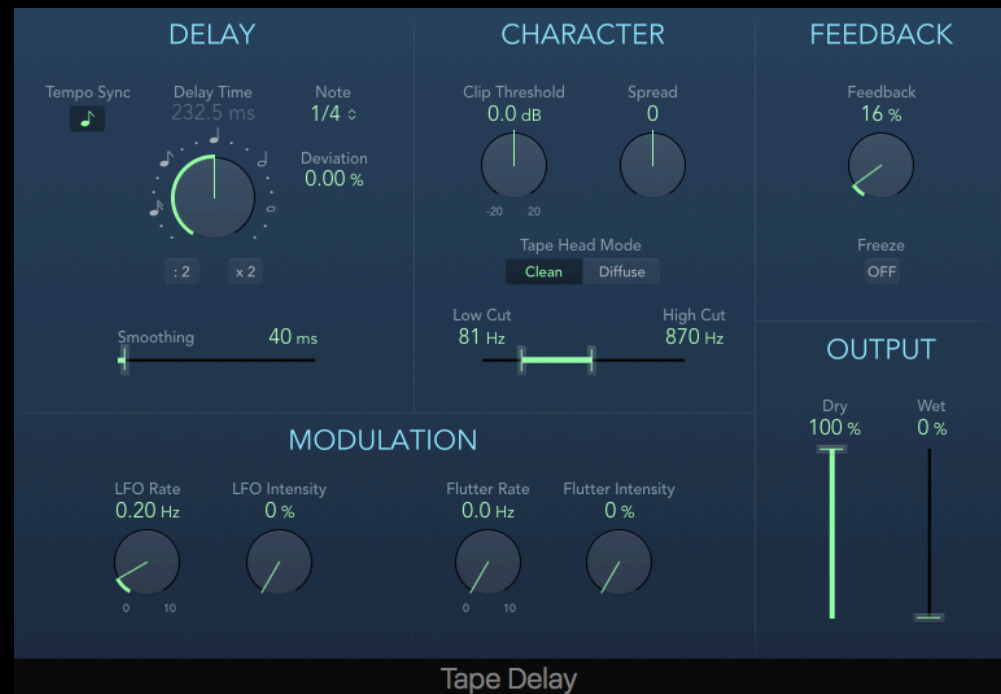 DELAY
Tempo Sync
Delay Time
232.5 ms
Note
1/4
Deviation
0.00 %
: 2
x 2
Smoothing
40 ms
CHARACTER
Clip Threshold
0.0 dB
-20 20
Spread
0
Tape Head Mode
Clean Diffuse
Low Cut
81 Hz
High Cut
870 Hz
FEEDBACK
Feedback
16 %
Freeze
OFF
MODULATION
LFO Rate
0.20 Hz
0 10
LFO Intensity
0 %
Flutter Rate
0.0 Hz
0 10
Flutter Intensity
0 %
OUTPUT
Dry
100 %
Wet
0 %
Tape Delay